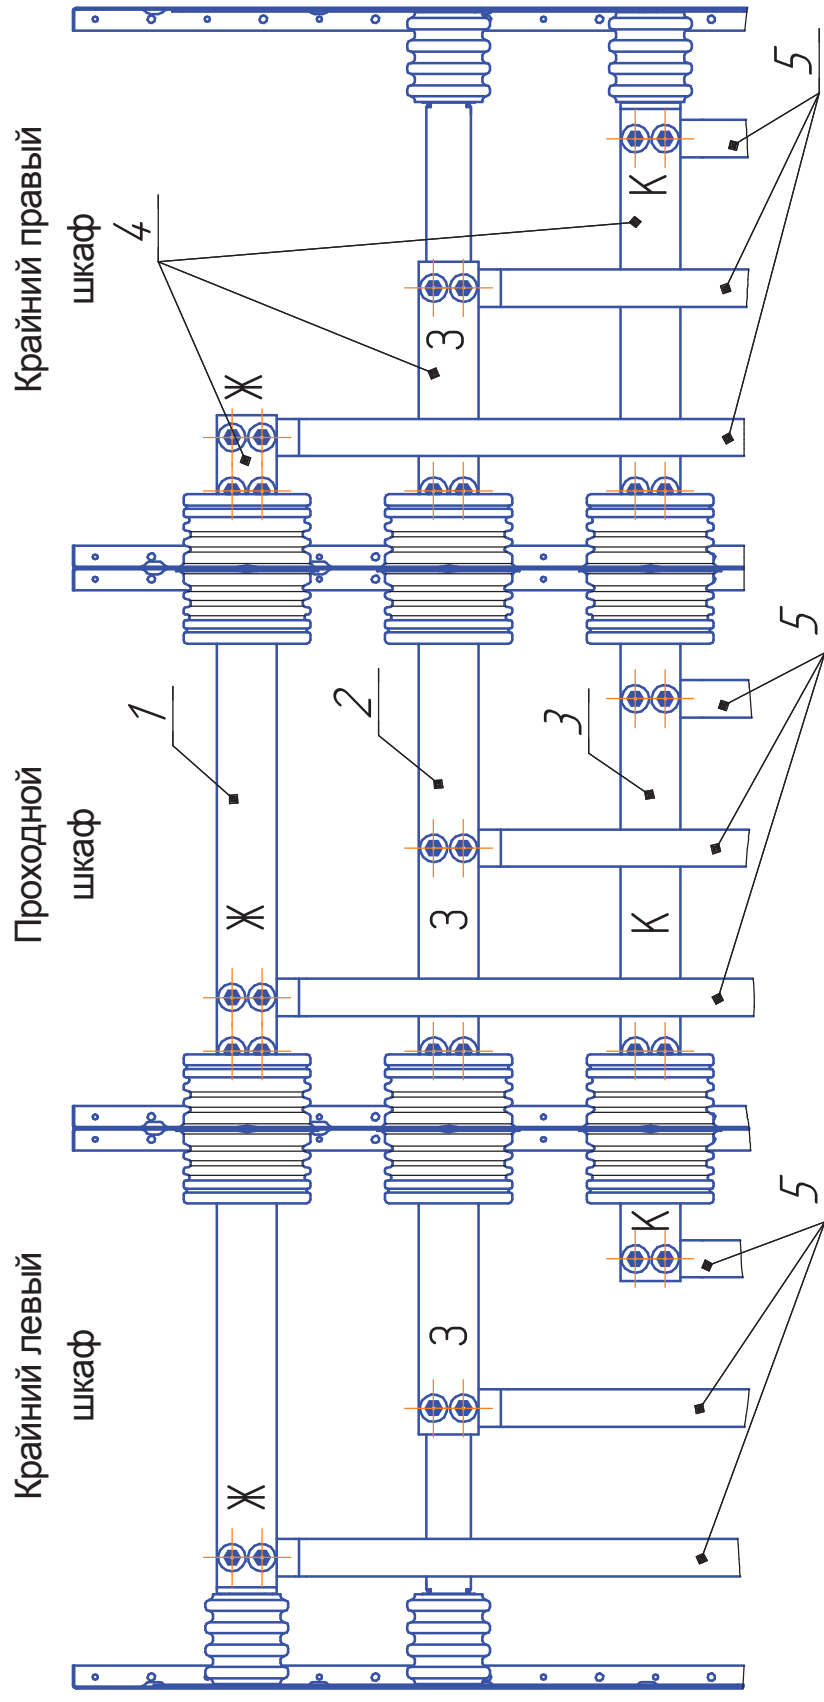 Крайний левый
шкаф
Проходной
шкаф
Крайний правый
шкаф
1
4
Ж
Ж
Ж
2
З
З
З
3
К
К
К
5
5
5